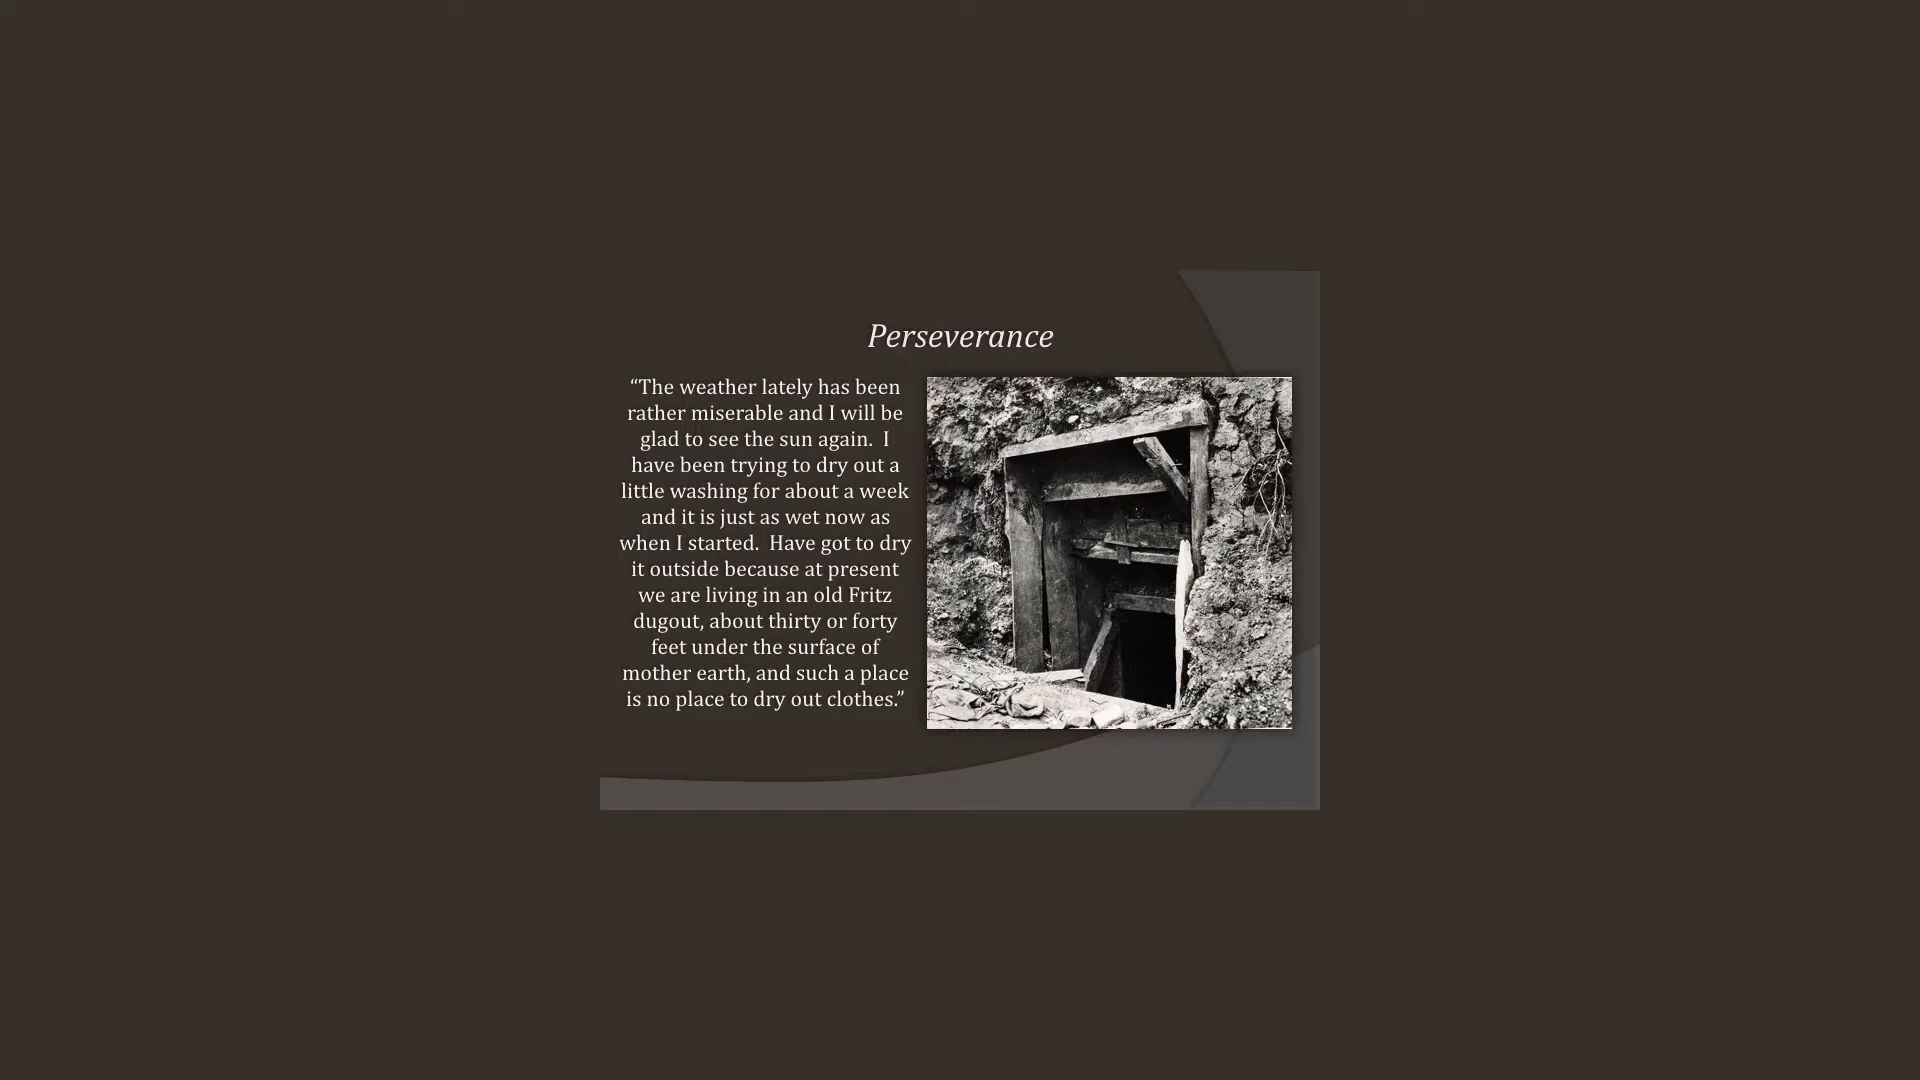 Perseverance
“The weather lately has been
rather miserable and I will be
glad to see the sun again.  I
have been trying to dry out a
little washing for about a week
and it is just as wet now as
when I started.  Have got to dry
it outside because at present
we are living in an old Fritz
dugout, about thirty or forty
feet under the surface of
mother earth, and such a place
is no place to dry out clothes.”